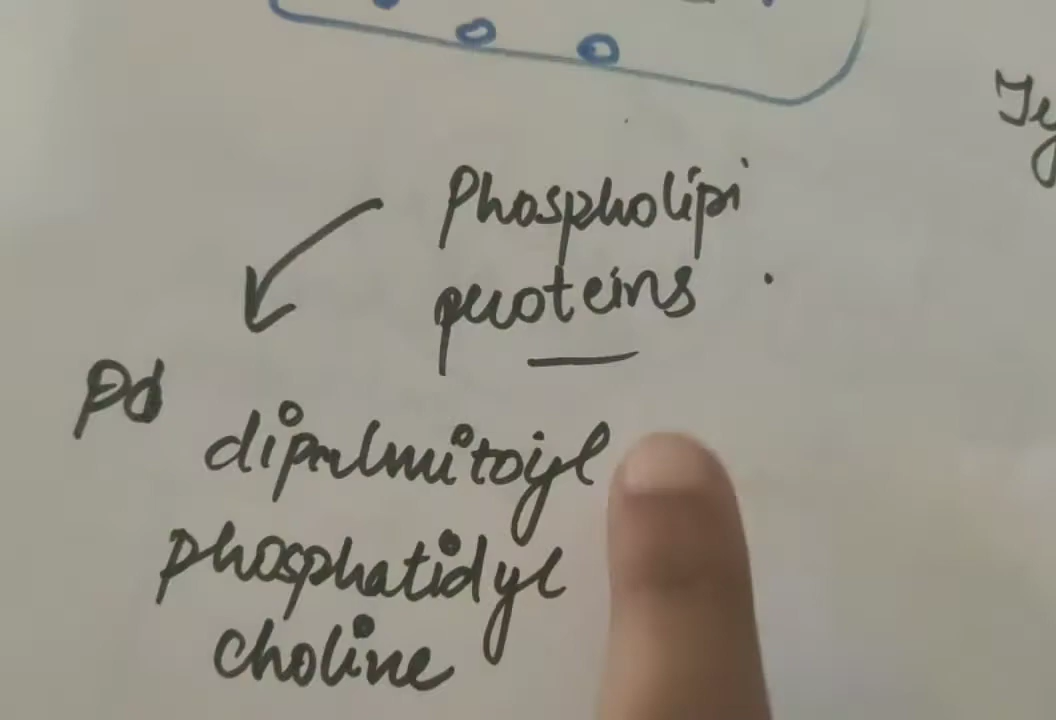 Phospholipi
proteins
Pd
dipalmitoyl
phosphatidyl
choline